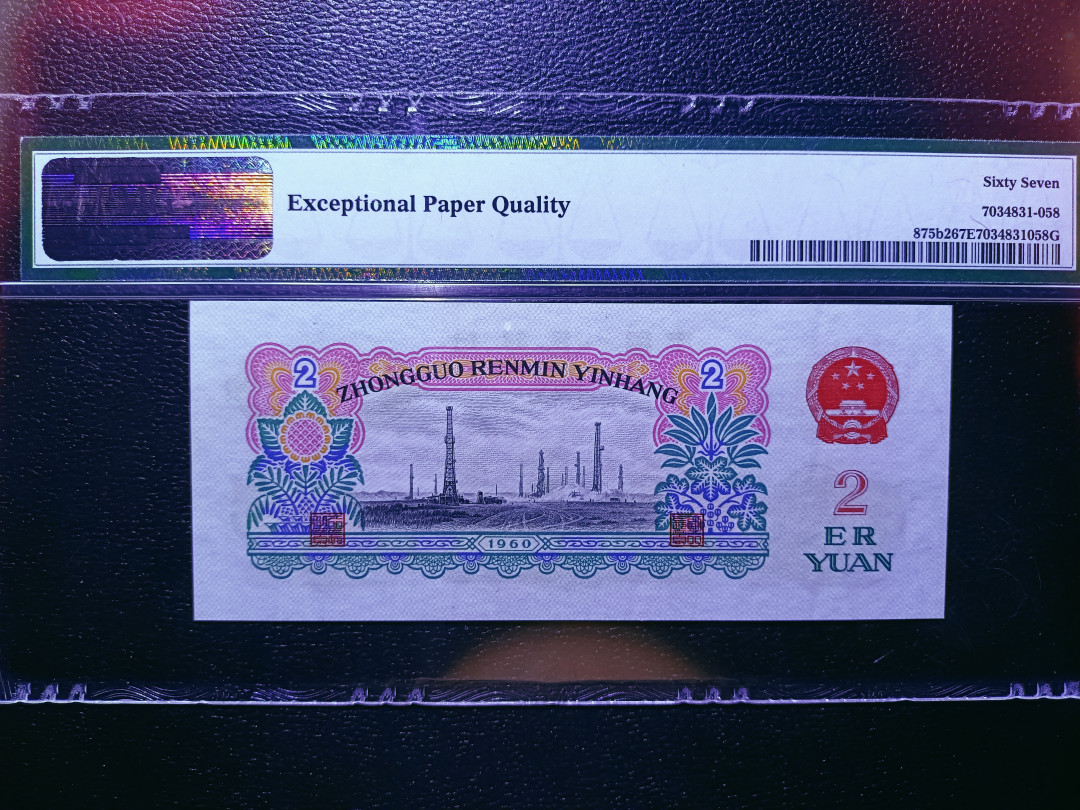 Exceptional Paper Quality
Sixty Seven
7034831-058
875b267E7034831058G
2
ZHONGGUO RENMIN YINHANG
2
1960
2
ER
YUAN